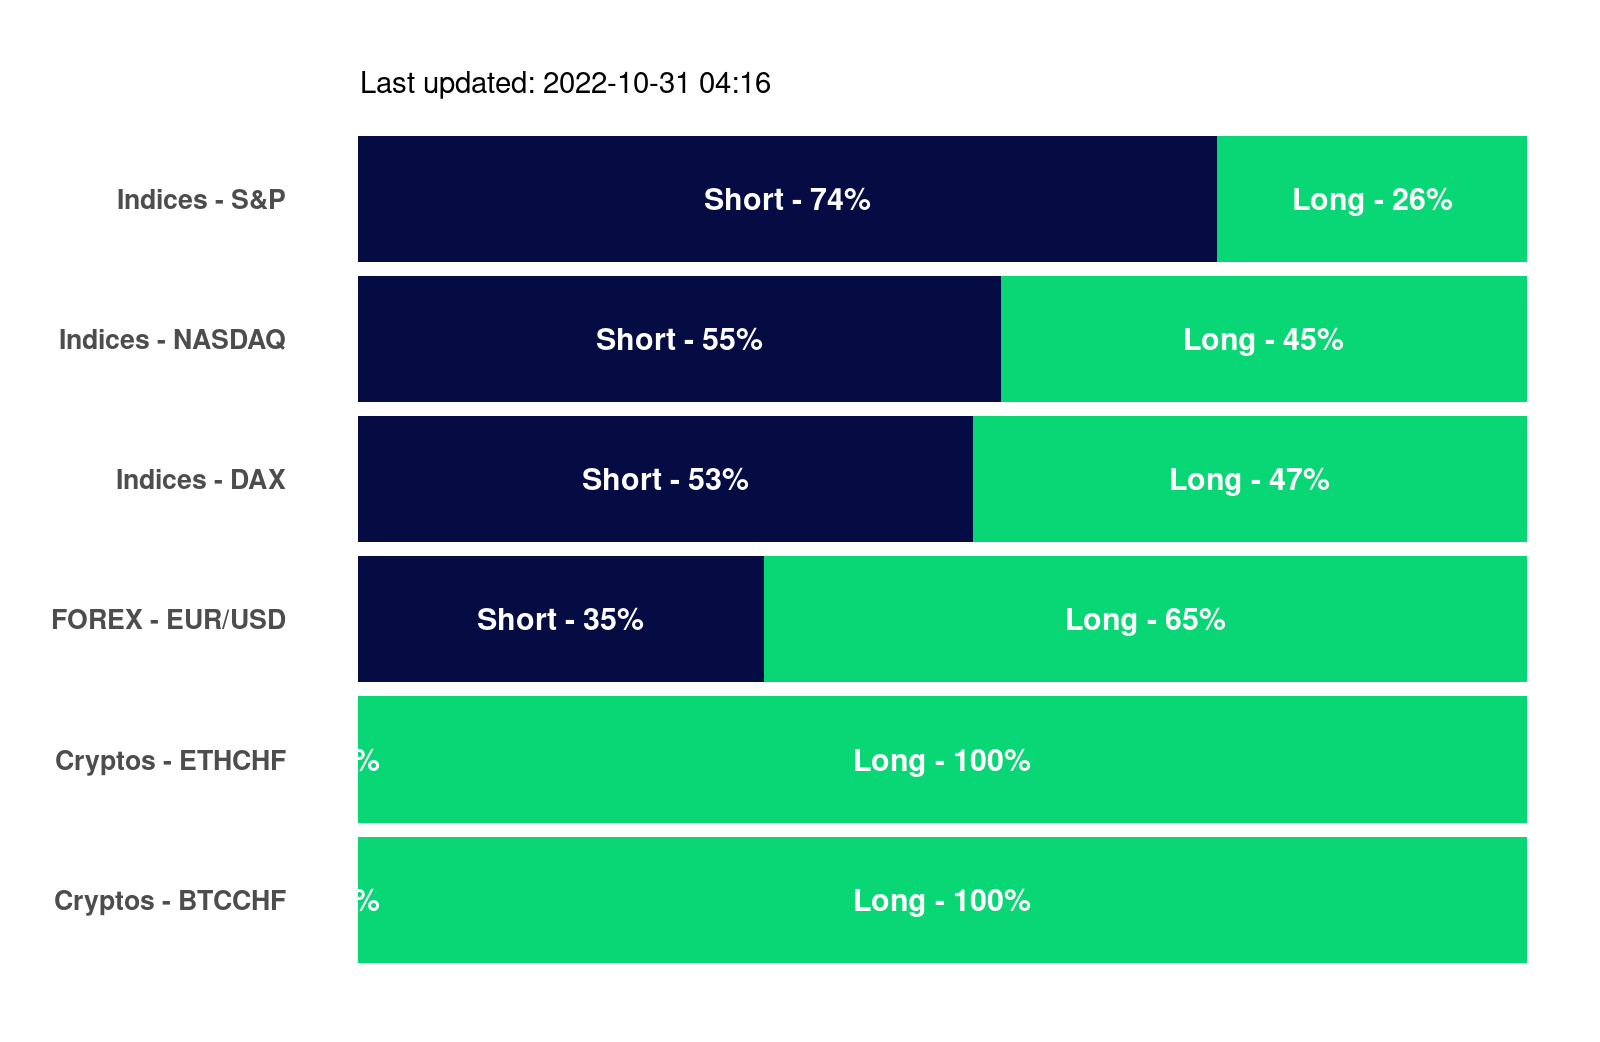 Last updated: 2022-10-31 04:16
Indices - S&P Short - 74% Long - 26%
Indices - NASDAQ Short - 55% Long - 45%
Indices - DAX Short - 53% Long - 47%
FOREX - EUR/USD Short - 35% Long - 65%
Cryptos - ETHCHF % Long - 100%
Cryptos - BTCCHF % Long - 100%